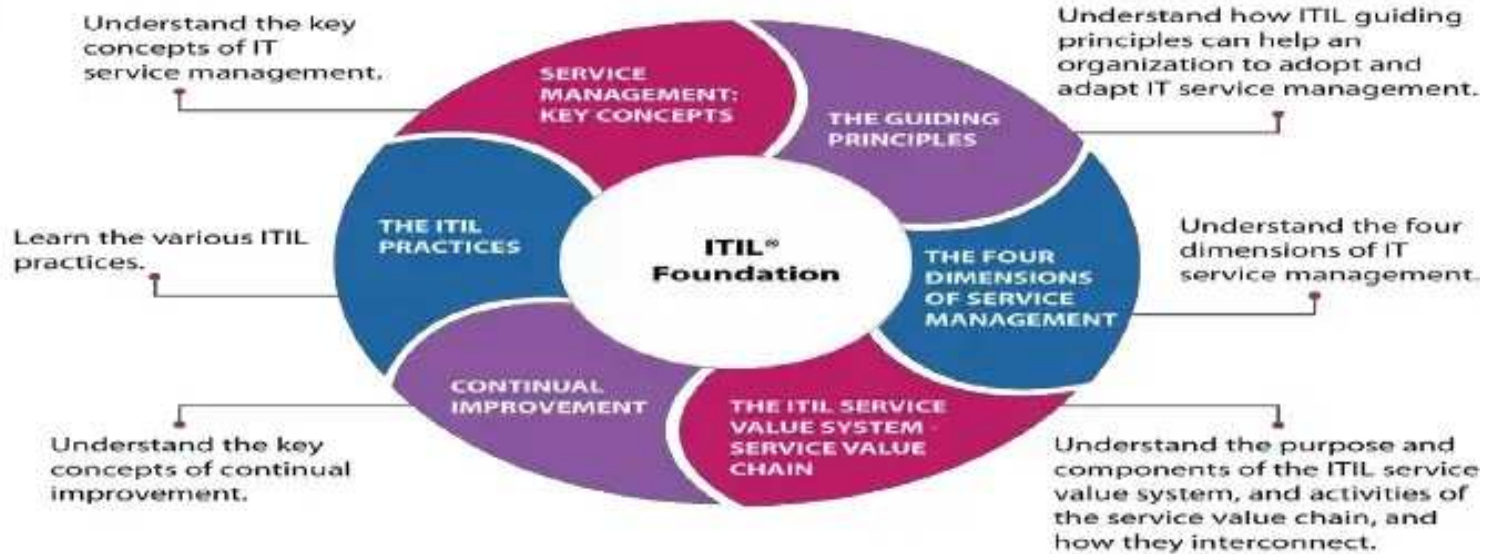 Understand the key
concepts of IT
service management.
SERVICE
MANAGEMENT:
KEY CONCEPTS
THE GUIDING
PRINCIPLES
Understand how ITIL guiding
principles can help an
organization to adopt and
adapt IT service management.
Learn the various ITIL
practices.
THE ITIL
PRACTICES
ITIL®
Foundation
THE FOUR
DIMENSIONS
OF SERVICE
MANAGEMENT
Understand the four
dimensions of IT
service management.
Understand the key
concepts of continual
improvement.
CONTINUAL
IMPROVEMENT
THE ITIL SERVICE
VALUE SYSTEM -
SERVICE VALUE
CHAIN
Understand the purpose and
components of the ITIL service
value system, and activities of
the service value chain, and
how they interconnect.